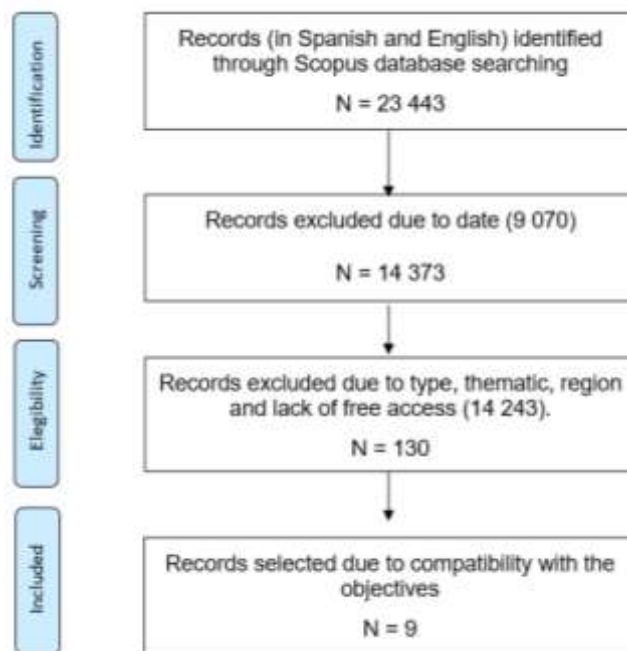 Identification
Records (in Spanish and English) identified
through Scopus database searching
N = 23 443
Screening
Records excluded due to date (9 070)
N = 14 373
Elegibility
Records excluded due to type, thematic, region
and lack of free access (14 243).
N = 130
Included
Records selected due to compatibility with the
objectives
N = 9